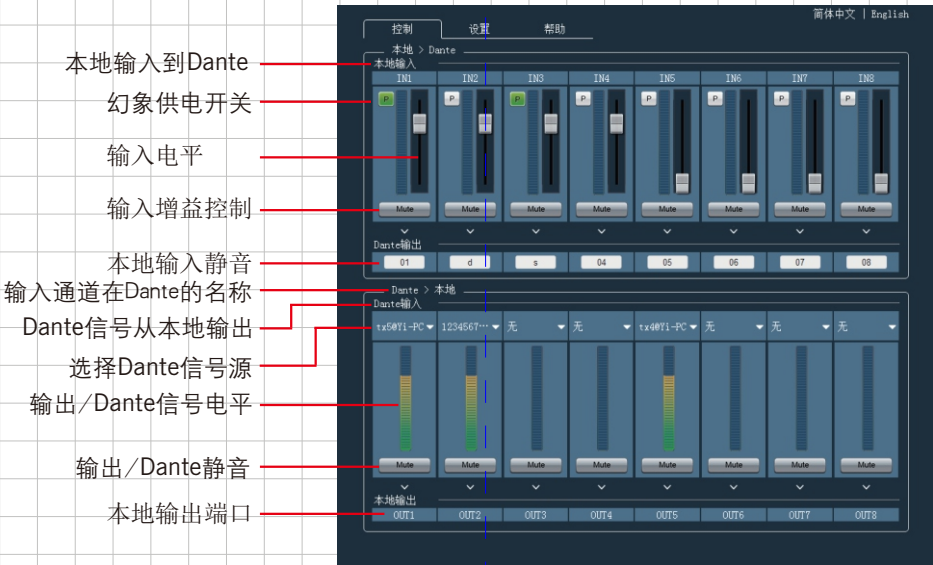 简体中文 | English
控制 设置 帮助
本地 > Dante
本地输入到Dante
本地输入
IN1 IN2 IN3 IN4 IN5 IN6 IN7 IN8
幻象供电开关
P P P P P P P P
输入电平
输入增益控制
Mute Mute Mute Mute Mute Mute Mute Mute
Dante输出
本地输入静音
01 d s 04 05 06 07 08
输入通道在Dante的名称
Dante > 本地
Dante输入
Dante信号从本地输出
tx5@Yi-PC 1234567··· 无 无 tx4@Yi-PC 无 无 无
选择Dante信号源
输出/Dante信号电平
输出/Dante静音
Mute Mute Mute Mute Mute Mute Mute Mute
本地输出
本地输出端口
OUT1 OUT2 OUT3 OUT4 OUT5 OUT6 OUT7 OUT8